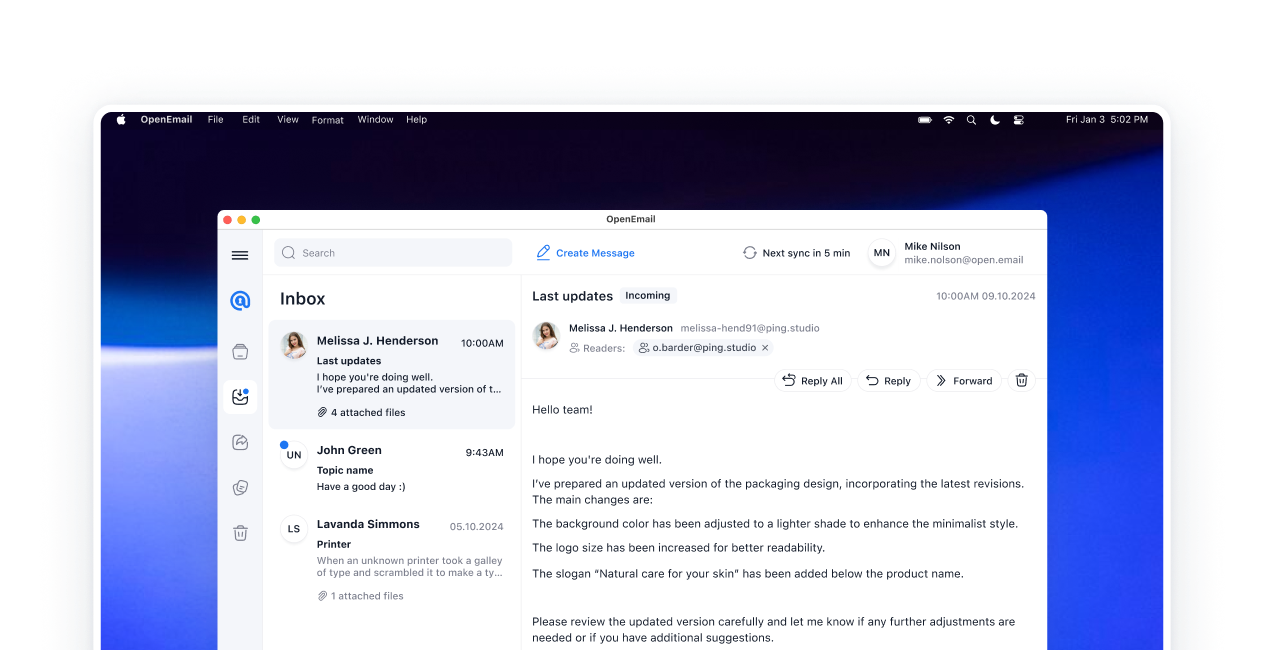 OpenEmail File Edit View Format Window Help Fri Jan 3 5:02 PM
OpenEmail
Search
Create Message
Next sync in 5 min
MN
Mike Nilson
mike.nolson@open.email
Inbox
Melissa J. Henderson 10:00AM
Last updates
I hope you're doing well.
I've prepared an updated version of t...
4 attached files
UN
John Green 9:43AM
Topic name
Have a good day :)
LS
Lavanda Simmons 05.10.2024
Printer
When an unknown printer took a galley
of type and scrambled it to make a ty...
1 attached files
Last updates Incoming 10:00AM 09.10.2024
Melissa J. Henderson melissa-hend91@ping.studio
Readers: o.barder@ping.studio
Reply All Reply Forward
Hello team!
I hope you're doing well.
I've prepared an updated version of the packaging design, incorporating the latest revisions.
The main changes are:
The background color has been adjusted to a lighter shade to enhance the minimalist style.
The logo size has been increased for better readability.
The slogan “Natural care for your skin” has been added below the product name.
Please review the updated version carefully and let me know if any further adjustments are
needed or if you have additional suggestions.